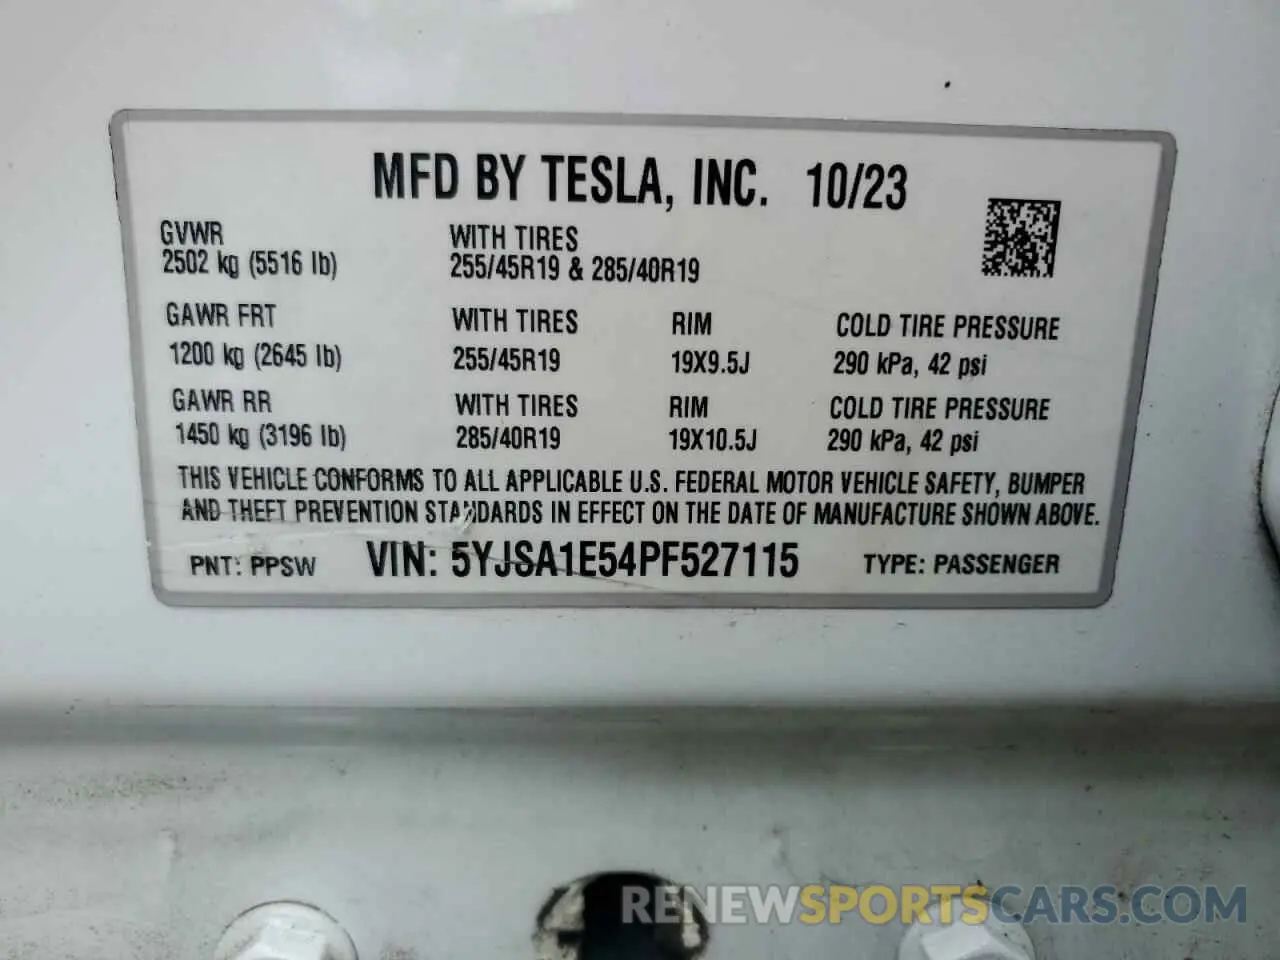 MFD BY TESLA, INC. 10/23
GVWR WITH TIRES
2502 kg (5516 lb) 255/45R19 & 285/40R19
GAWR FRT WITH TIRES RIM COLD TIRE PRESSURE
1200 kg (2645 lb) 255/45R19 19X9.5J 290 kPa, 42 psi
GAWR RR WITH TIRES RIM COLD TIRE PRESSURE
1450 kg (3196 lb) 285/40R19 19X10.5J 290 kPa, 42 psi
THIS VEHICLE CONFORMS TO ALL APPLICABLE U.S. FEDERAL MOTOR VEHICLE SAFETY, BUMPER
AND THEFT PREVENTION STANDARDS IN EFFECT ON THE DATE OF MANUFACTURE SHOWN ABOVE.
PNT: PPSW VIN: 5YJSA1E54PF527115 TYPE: PASSENGER
RENEWSPORTSCARS.COM